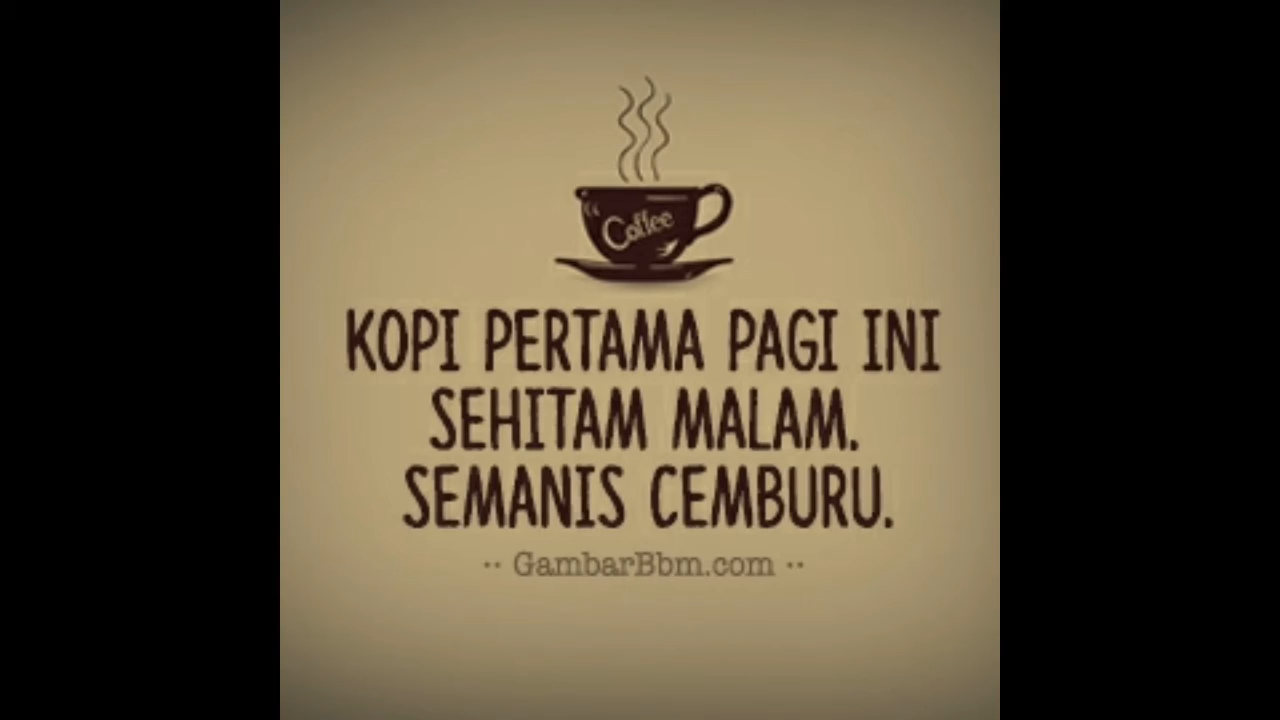 Coffee
KOPI PERTAMA PAGI INI
SEHITAM MALAM.
SEMANIS CEMBURU.
·· GambarBbm.com ··